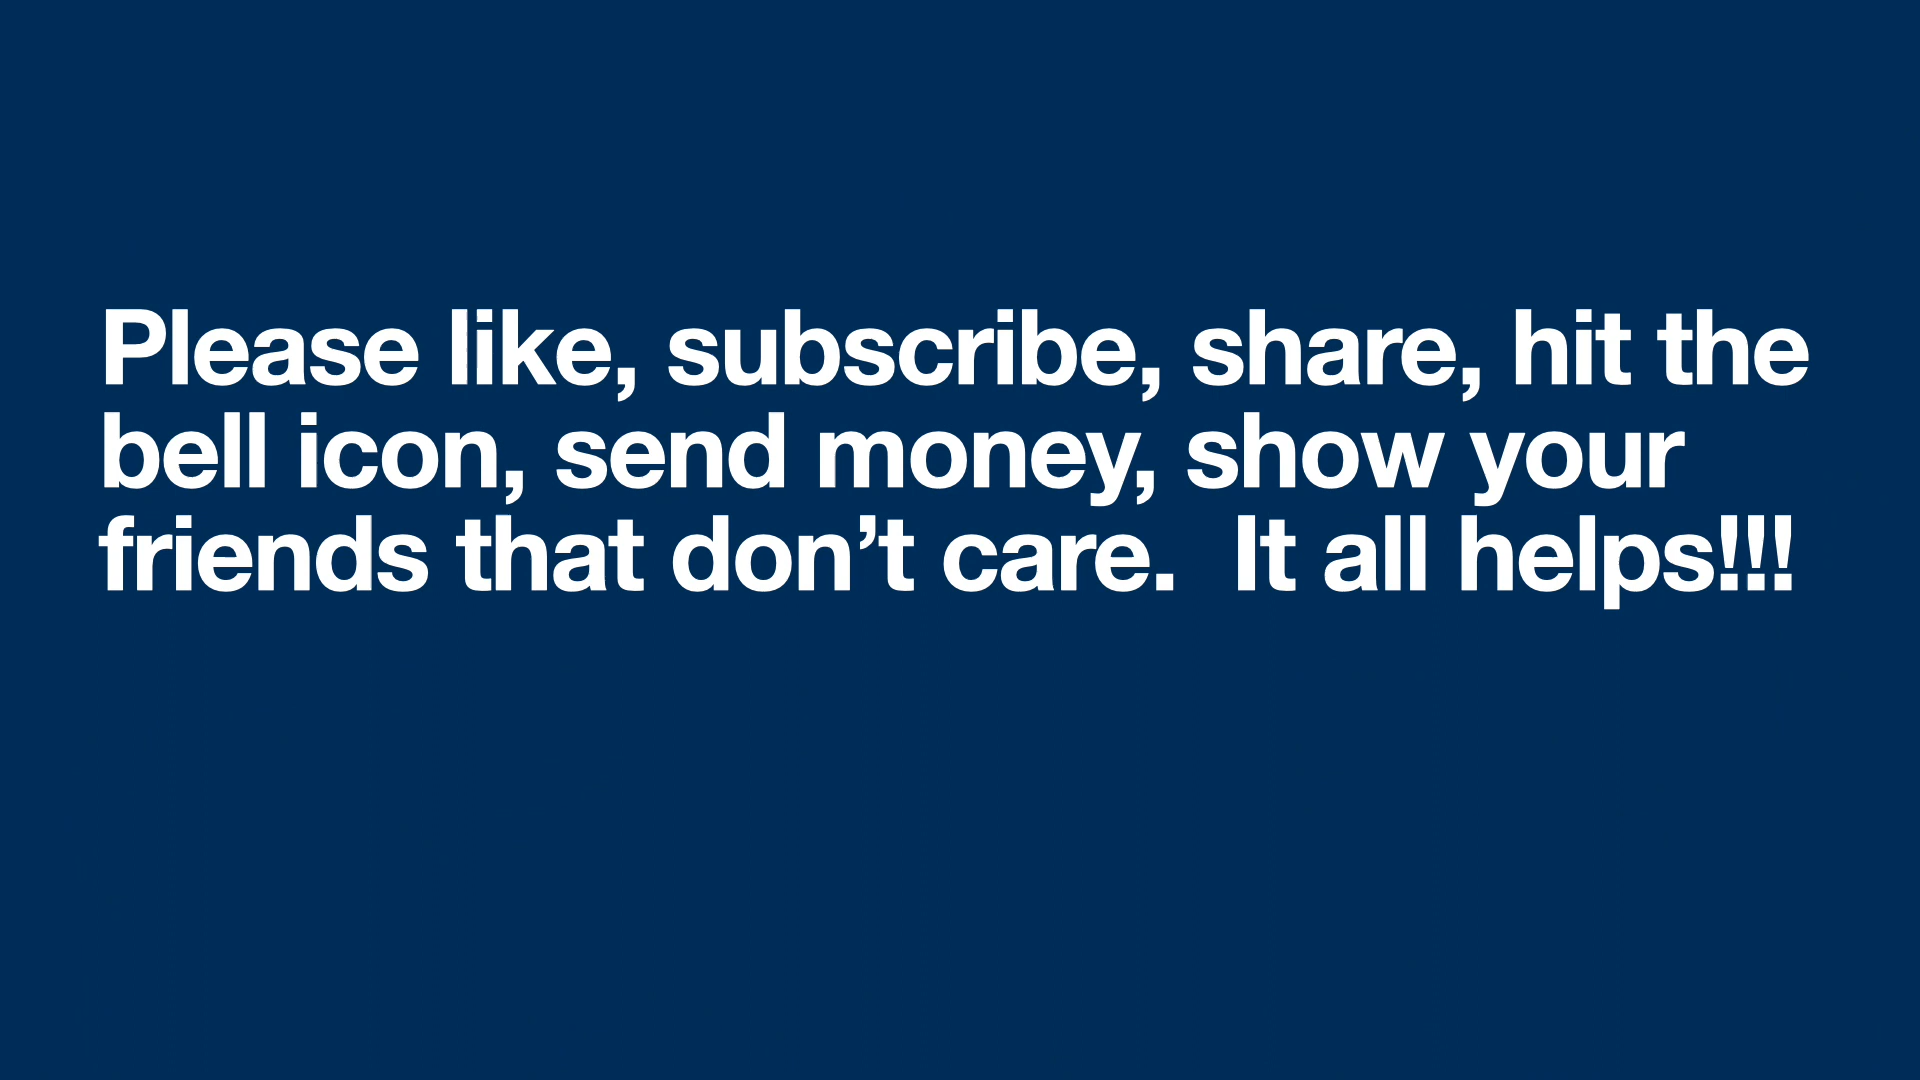 Please like, subscribe, share, hit the
bell icon, send money, show your
friends that don’t care.  It all helps!!!